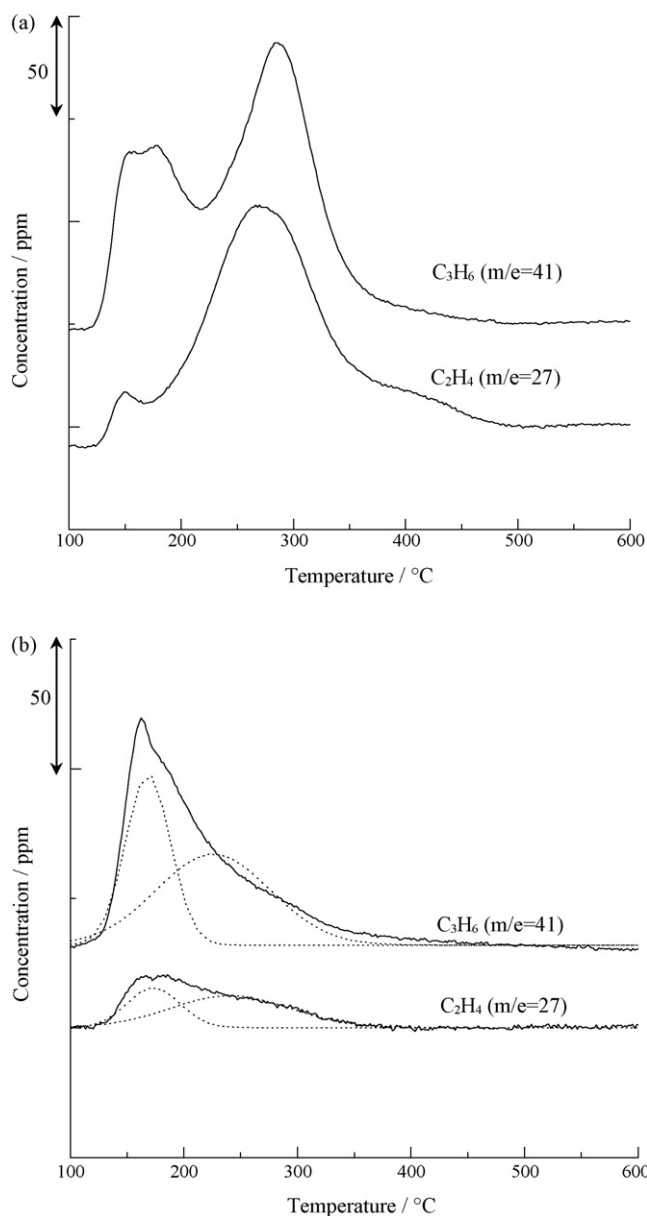 (a)
50
Concentration / ppm
C₃H₆ (m/e=41)
C₂H₄ (m/e=27)
100 200 300 400 500 600
Temperature / °C
(b)
50
Concentration / ppm
C₃H₆ (m/e=41)
C₂H₄ (m/e=27)
100 200 300 400 500 600
Temperature / °C